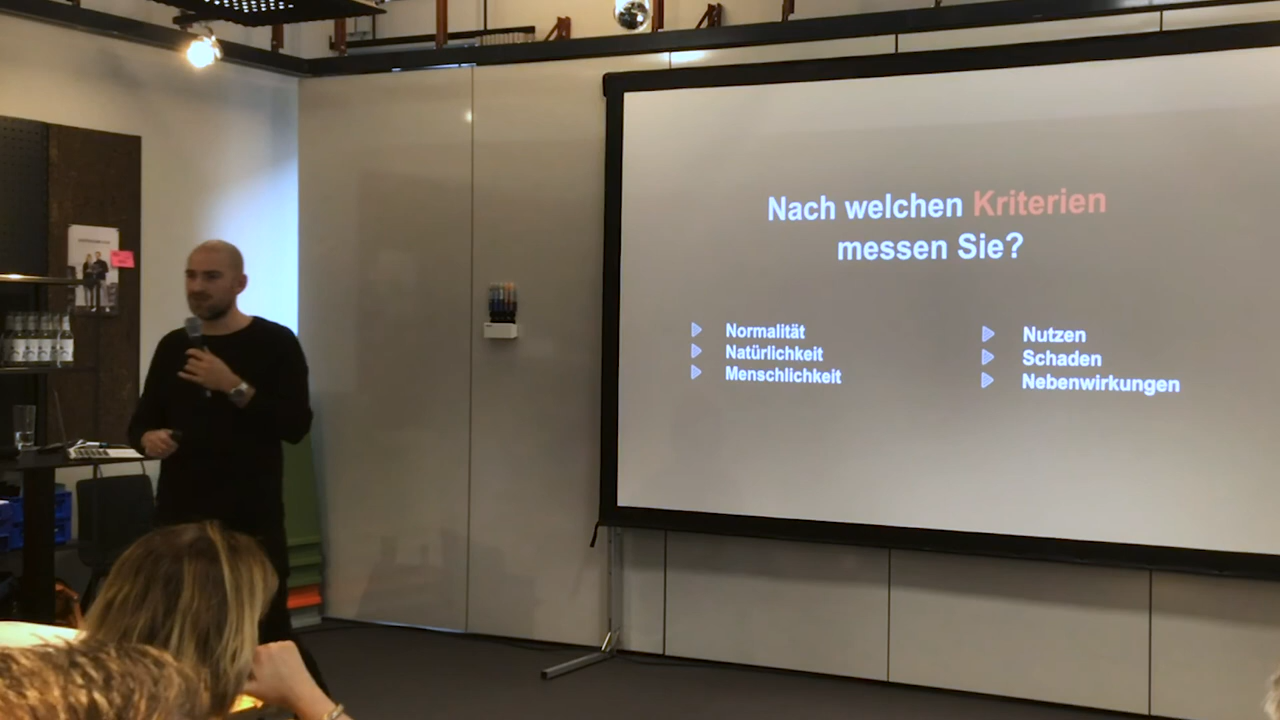 Nach welchen Kriterien
messen Sie?
Normalität
Natürlichkeit
Menschlichkeit
Nutzen
Schaden
Nebenwirkungen